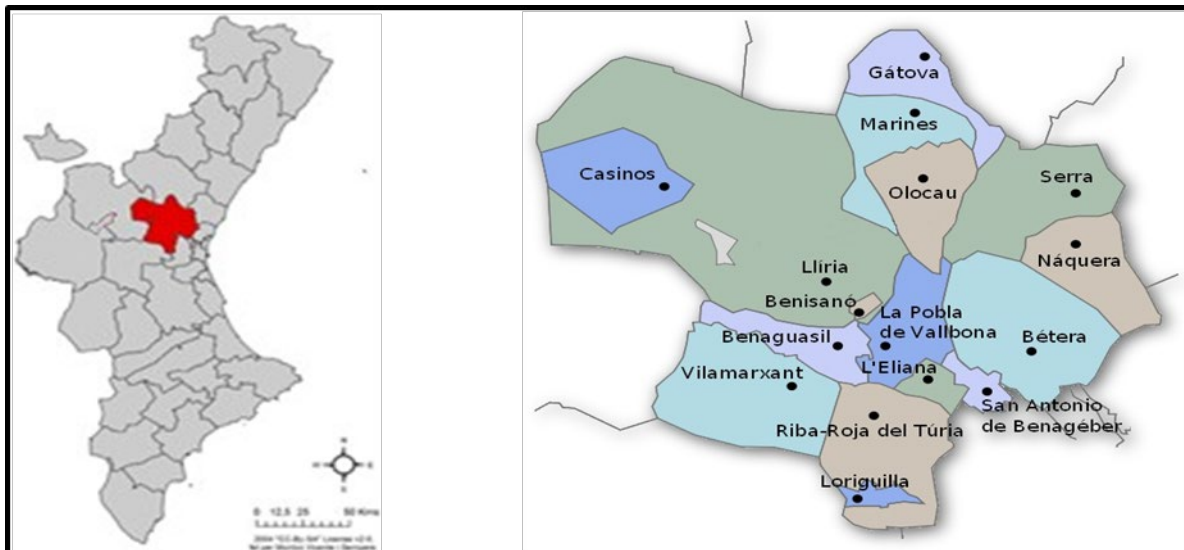 0 12,5 25 50 Kms
Gátova
Marines
Casinos
Olocau
Serra
Náquera
Llíria
Benisanó
La Pobla
de Vallbona
Benaguasil
Bétera
L'Eliana
Vilamarxant
San Antonio
de Benagéber
Riba-Roja del Túria
Loriguilla